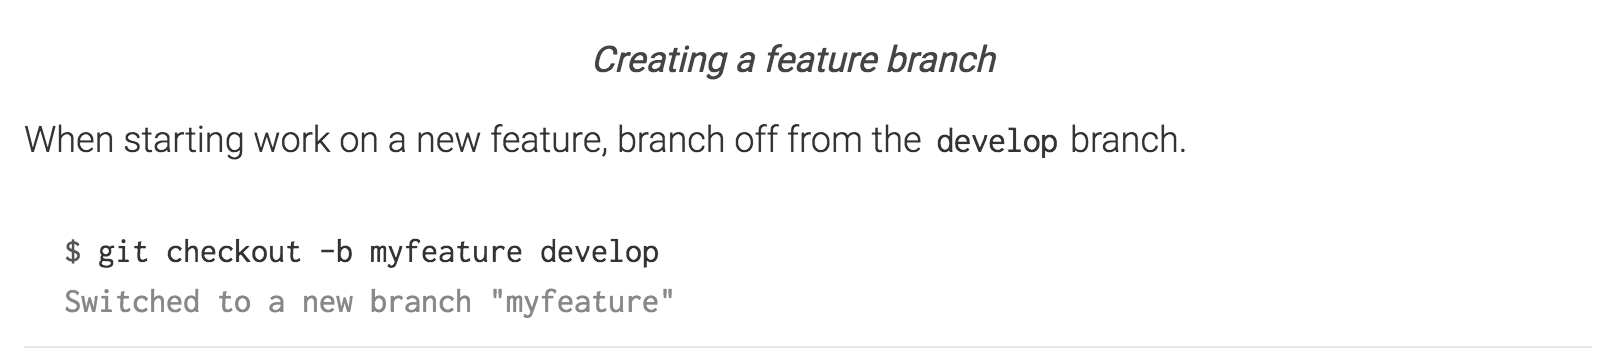 Creating a feature branch
When starting work on a new feature, branch off from the develop branch.
$ git checkout -b myfeature develop
Switched to a new branch "myfeature"